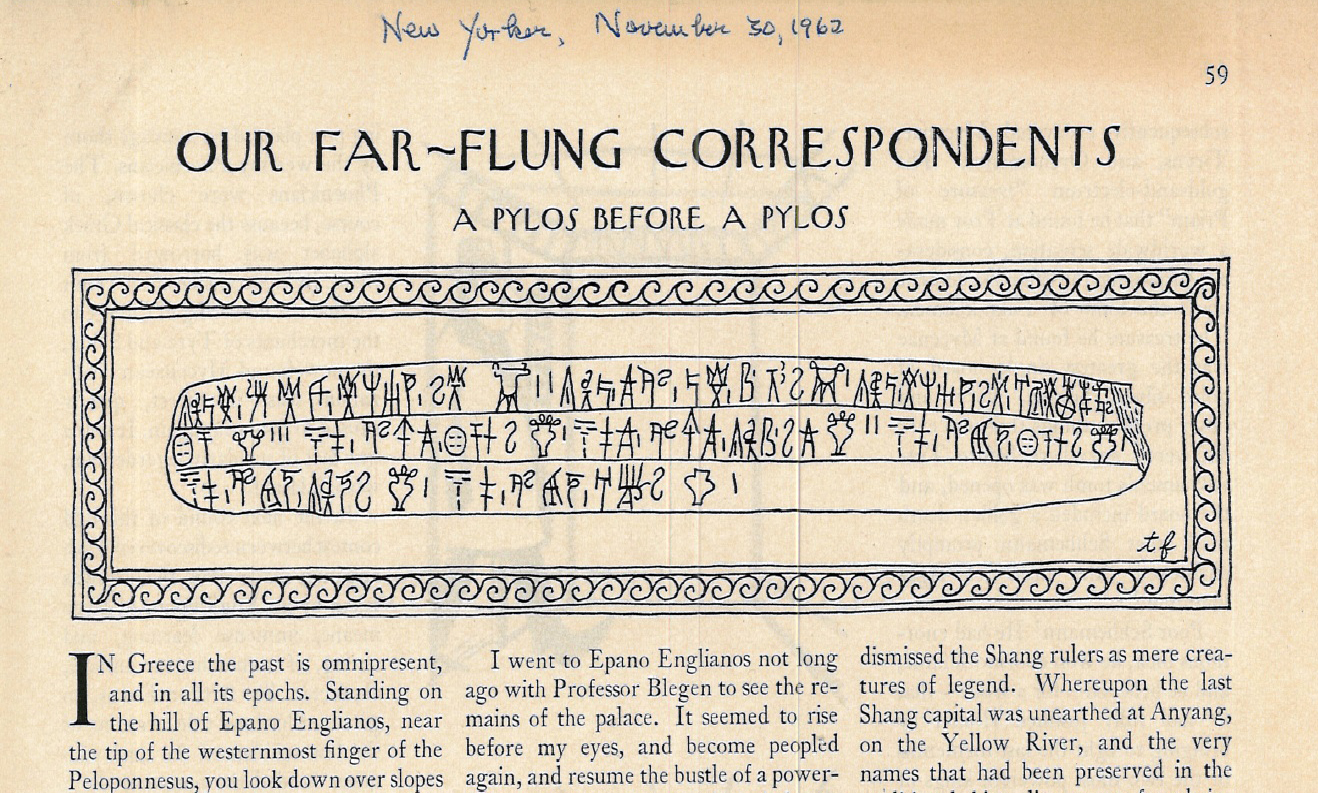 New Yorker, November 30, 1962
59
OUR FAR~FLUNG CORRESPONDENTS
A PYLOS BEFORE A PYLOS
tf
IN Greece the past is omnipresent,
and in all its epochs. Standing on
the hill of Epano Englianos, near
the tip of the westernmost finger of the
Peloponnesus, you look down over slopes
I went to Epano Englianos not long
ago with Professor Blegen to see the re-
mains of the palace. It seemed to rise
before my eyes, and become peopled
again, and resume the bustle of a power-
dismissed the Shang rulers as mere crea-
tures of legend. Whereupon the last
Shang capital was unearthed at Anyang,
on the Yellow River, and the very
names that had been preserved in the